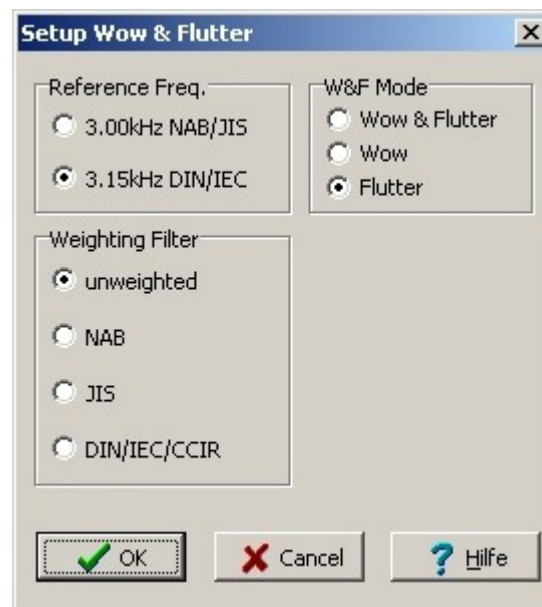 Setup Wow & Flutter
Reference Freq.
3.00kHz NAB/JIS
3.15kHz DIN/IEC
W&F Mode
Wow & Flutter
Wow
Flutter
Weighting Filter
unweighted
NAB
JIS
DIN/IEC/CCIR
OK
Cancel
Hilfe